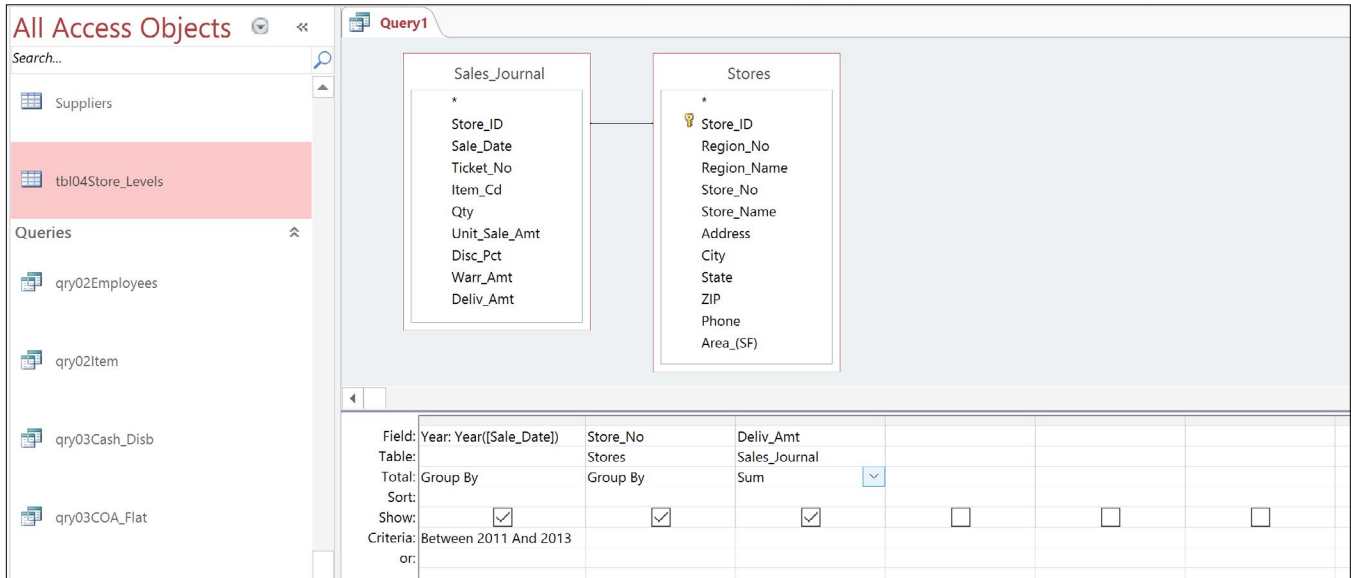 All Access Objects
Search...
Suppliers
tbl04Store_Levels
Queries
qry02Employees
qry02Item
qry03Cash_Disb
qry03COA_Flat
Query1
Sales_Journal
*
Store_ID
Sale_Date
Ticket_No
Item_Cd
Qty
Unit_Sale_Amt
Disc_Pct
Warr_Amt
Deliv_Amt
Stores
*
Store_ID
Region_No
Region_Name
Store_No
Store_Name
Address
City
State
ZIP
Phone
Area_(SF)
Field: Year: Year([Sale_Date]) Store_No Deliv_Amt
Table: Stores Sales_Journal
Total: Group By Group By Sum
Sort:
Show:
Criteria: Between 2011 And 2013
or: